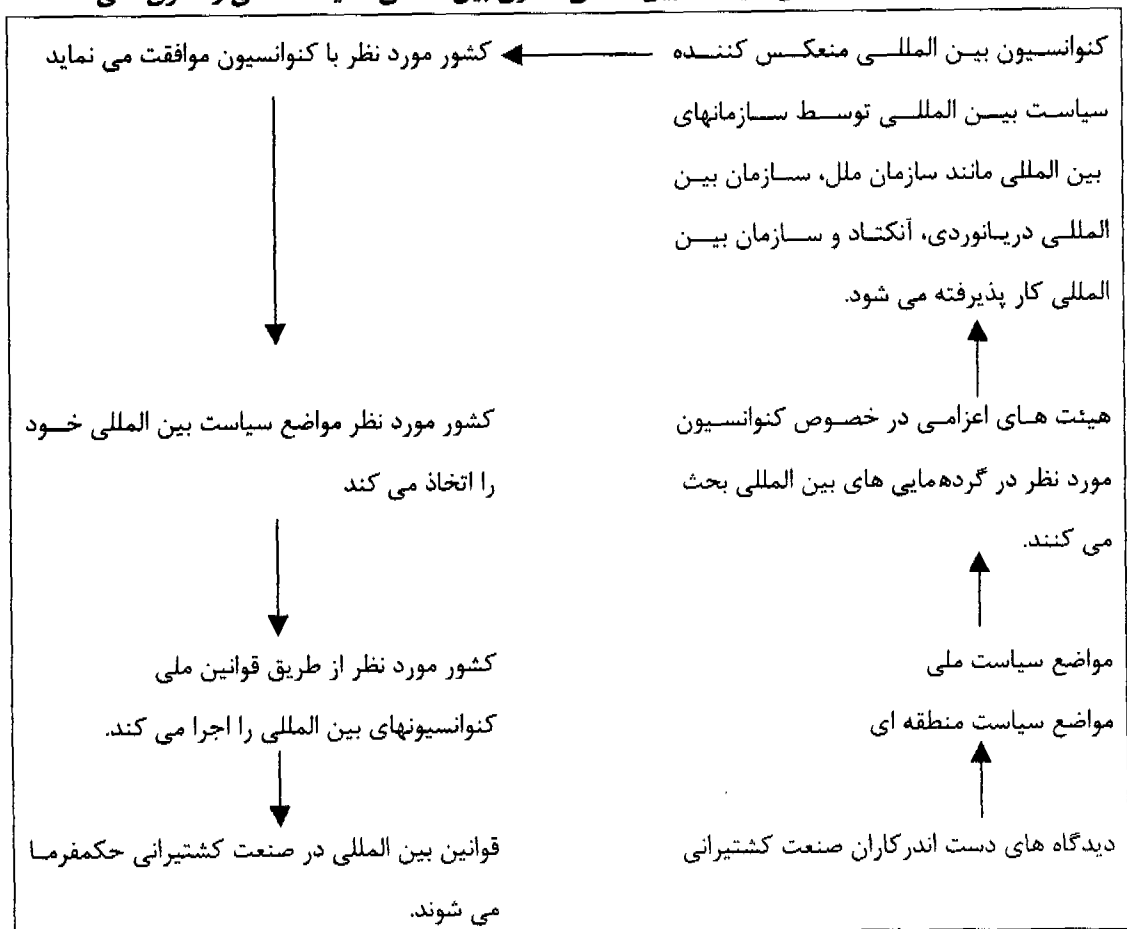 کنوانسیون بین المللی منعکس کننده
سیاست بین المللی توسط سازمانهای
بین المللی مانند سازمان ملل، سازمان بین
المللی دریانوردی، آنکتاد و سازمان بین
المللی کار پذیرفته می شود.
هیئت های اعزامی در خصوص کنوانسیون
مورد نظر در گردهمایی های بین المللی بحث
می کنند.
مواضع سیاست ملی
مواضع سیاست منطقه ای
دیدگاه های دست اندرکاران صنعت کشتیرانی
کشور مورد نظر با کنوانسیون موافقت می نماید
کشور مورد نظر مواضع سیاست بین المللی خود
را اتخاذ می کند
کشور مورد نظر از طریق قوانین ملی
کنوانسیونهای بین المللی را اجرا می کند.
قوانین بین المللی در صنعت کشتیرانی حکمفرما
می شوند.